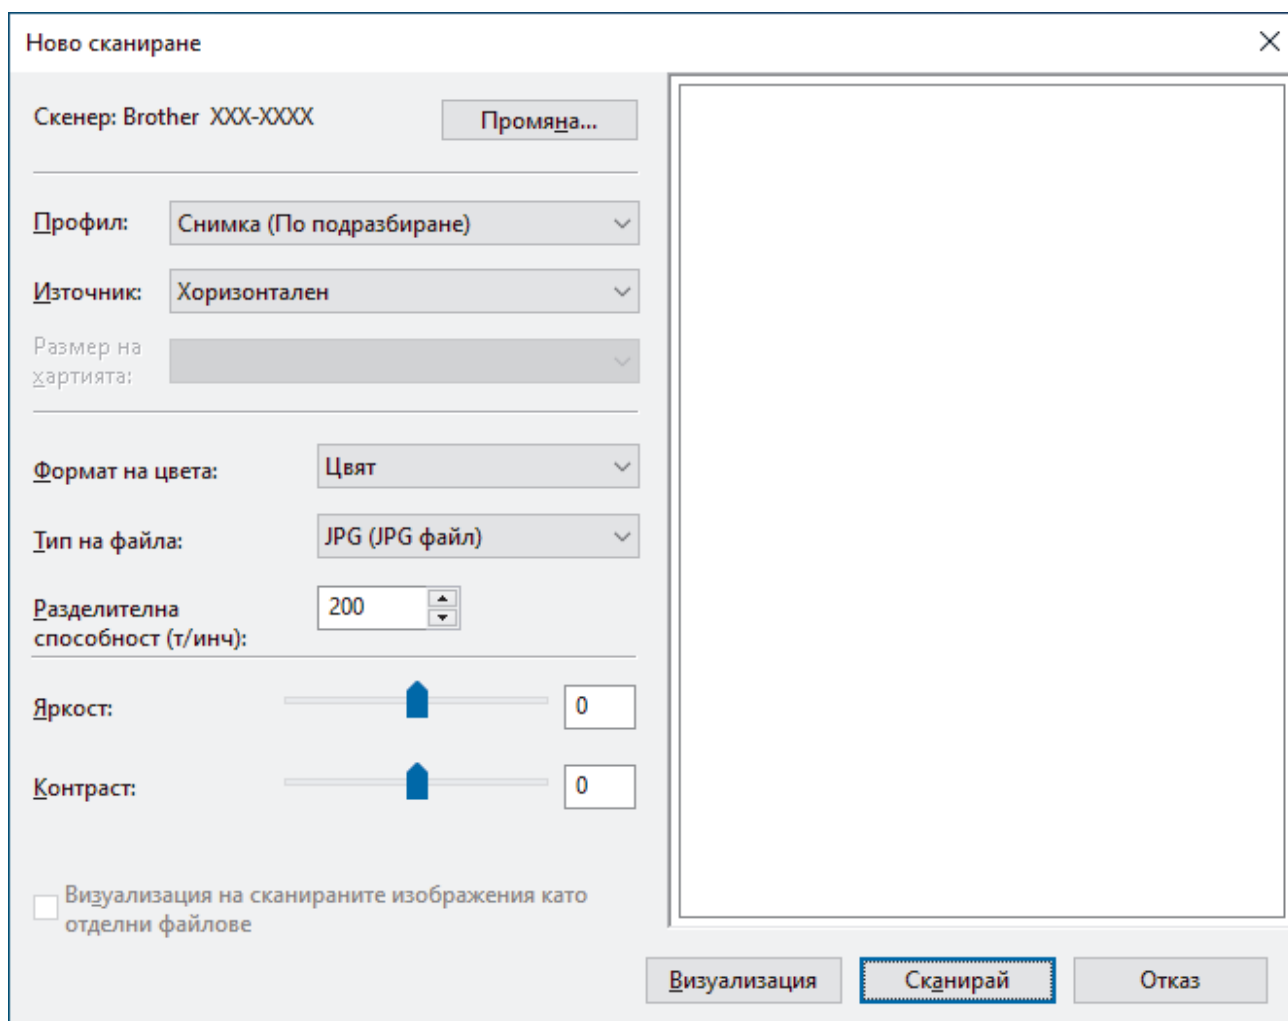 Ново сканиране
Скенер: Brother XXX-XXXX
Промяна...
Профил:
Снимка (По подразбиране)
Източник:
Хоризонтален
Размер на
хартията:
Формат на цвета:
Цвят
Тип на файла:
JPG (JPG файл)
Разделителна
способност (т/инч):
200
Яркост:
0
Контраст:
0
Визуализация на сканираните изображения като
отделни файлове
Визуализация
Сканирай
Отказ